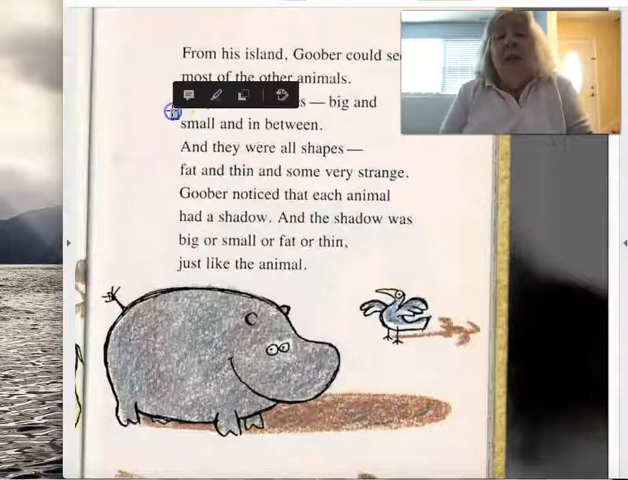 From his island, Goober could se
most of the other animals.
s — big and
small and in between.
And they were all shapes —
fat and thin and some very strange.
Goober noticed that each animal
had a shadow. And the shadow was
big or small or fat or thin,
just like the animal.